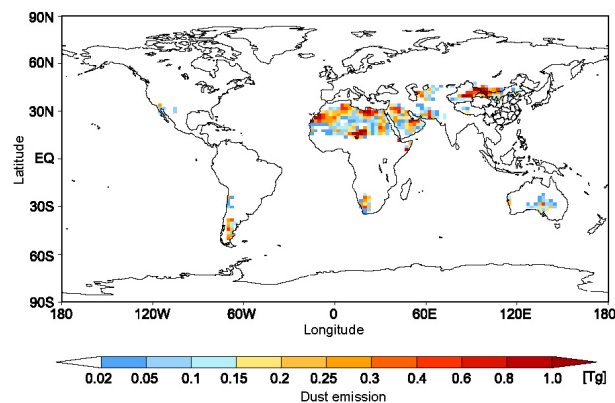 90N
60N
30N
EQ
30S
60S
90S
Latitude
180 120W 60W 0 60E 120E 180
Longitude
0.02 0.05 0.1 0.15 0.2 0.25 0.3 0.4 0.6 0.8 1.0 [Tg]
Dust emission